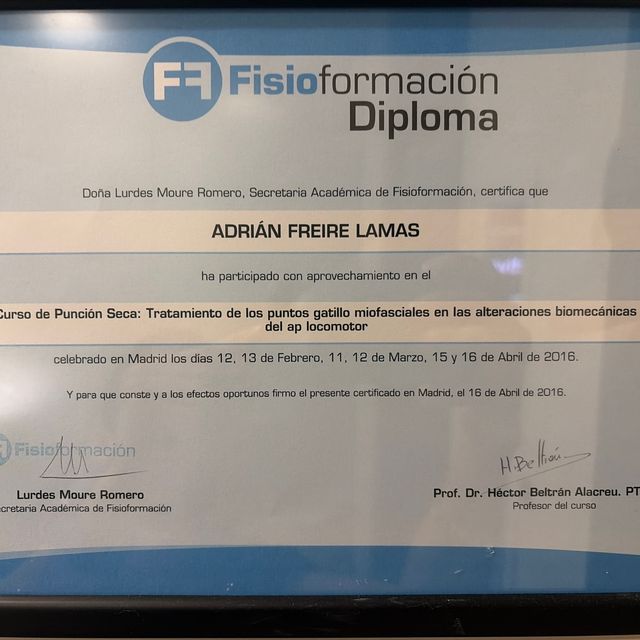 FF Fisioformación
Diploma
Doña Lurdes Moure Romero, Secretaria Académica de Fisioformación, certifica que
ADRIÁN FREIRE LAMAS
ha participado con aprovechamiento en el
Curso de Punción Seca: Tratamiento de los puntos gatillo miofasciales en las alteraciones biomecánicas
del ap locomotor
celebrado en Madrid los días 12, 13 de Febrero, 11, 12 de Marzo, 15 y 16 de Abril de 2016.
Y para que conste y a los efectos oportunos firmo el presente certificado en Madrid, el 16 de Abril de 2016.
Fisioformación
H. Beltrán
Lurdes Moure Romero
Prof. Dr. Héctor Beltrán Alacreu. PT
ecretaria Académica de Fisioformación
Profesor del curso